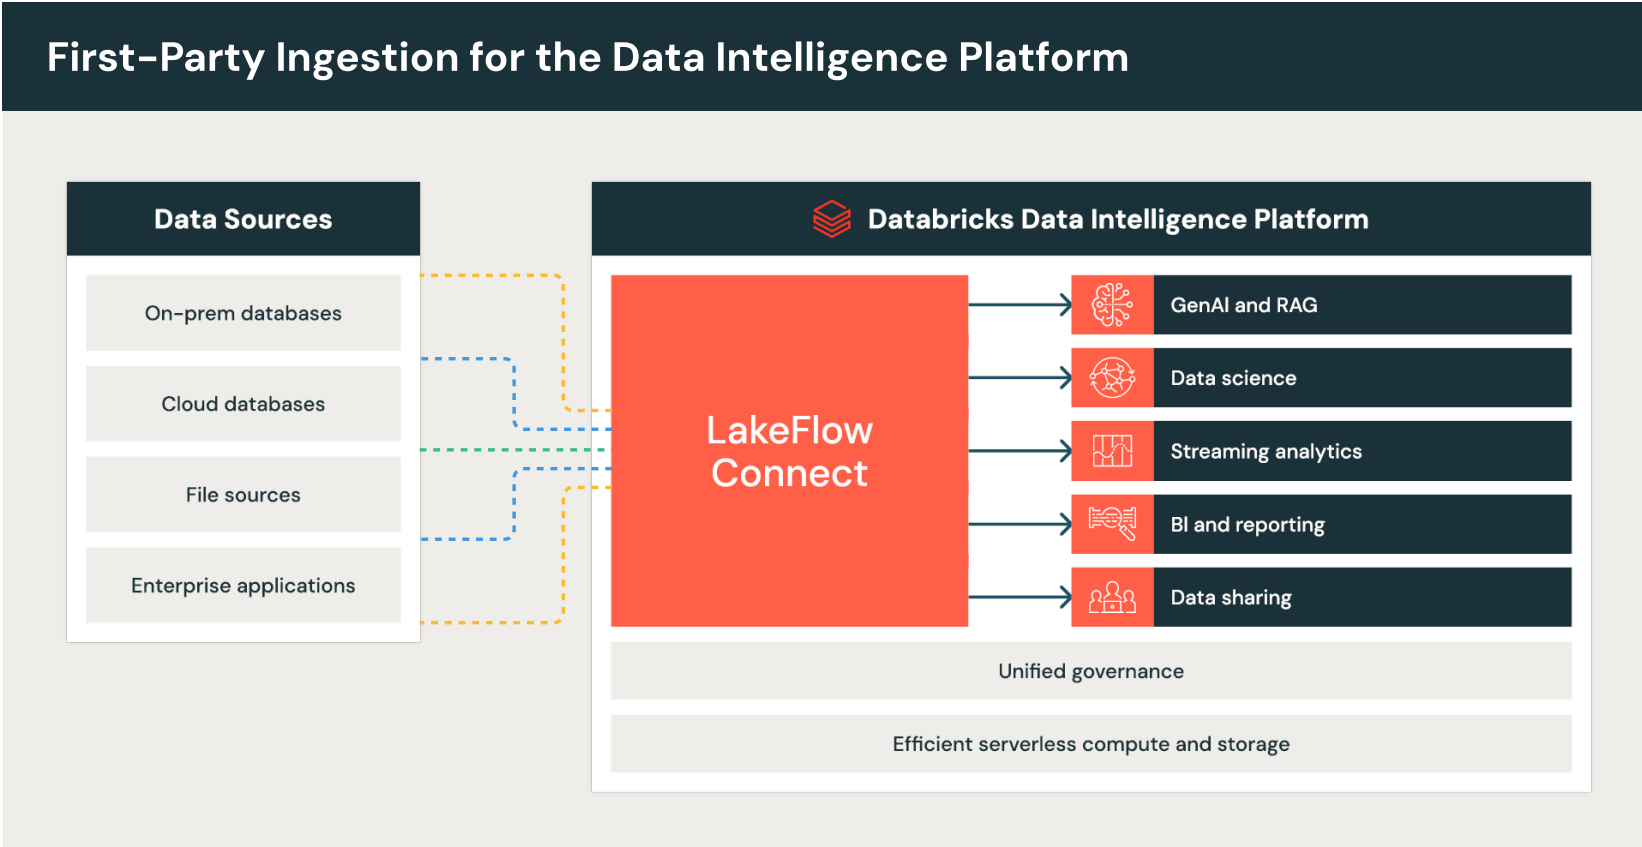 First-Party Ingestion for the Data Intelligence Platform
Data Sources
On-prem databases
Cloud databases
File sources
Enterprise applications
Databricks Data Intelligence Platform
LakeFlow
Connect
GenAI and RAG
Data science
Streaming analytics
BI and reporting
Data sharing
Unified governance
Efficient serverless compute and storage